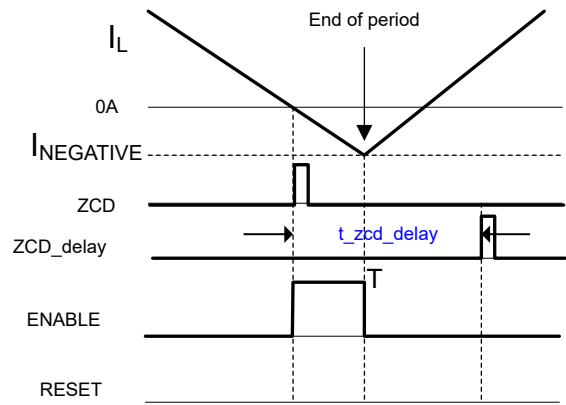 End of period
IL
0A
INEGATIVE
ZCD
ZCD_delay
t_zcd_delay
T
ENABLE
RESET